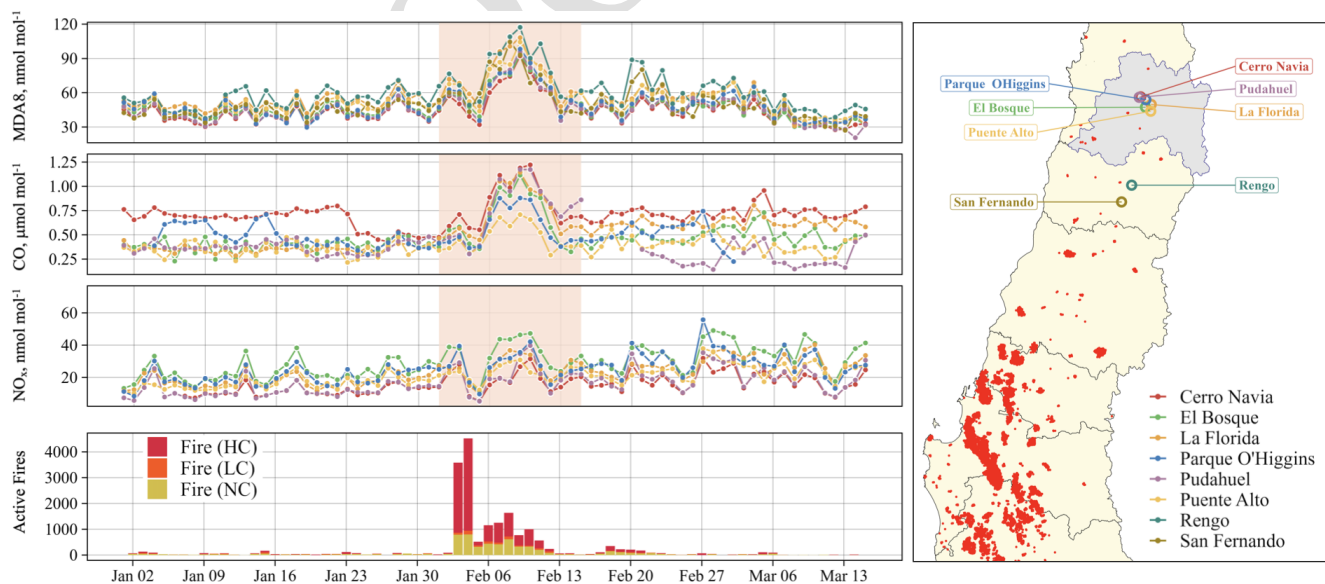 MDA8, nmol mol⁻¹
120
90
60
30
CO, μmol mol⁻¹
1.25
1.00
0.75
0.50
0.25
NOx, nmol mol⁻¹
60
40
20
Active Fires
4000
3000
2000
1000
0
Fire (HC)
Fire (LC)
Fire (NC)
Jan 02 Jan 09 Jan 16 Jan 23 Jan 30 Feb 06 Feb 13 Feb 20 Feb 27 Mar 06 Mar 13
Cerro Navia
Parque OHiggins
Pudahuel
El Bosque
La Florida
Puente Alto
Rengo
San Fernando
Cerro Navia
El Bosque
La Florida
Parque O'Higgins
Pudahuel
Puente Alto
Rengo
San Fernando